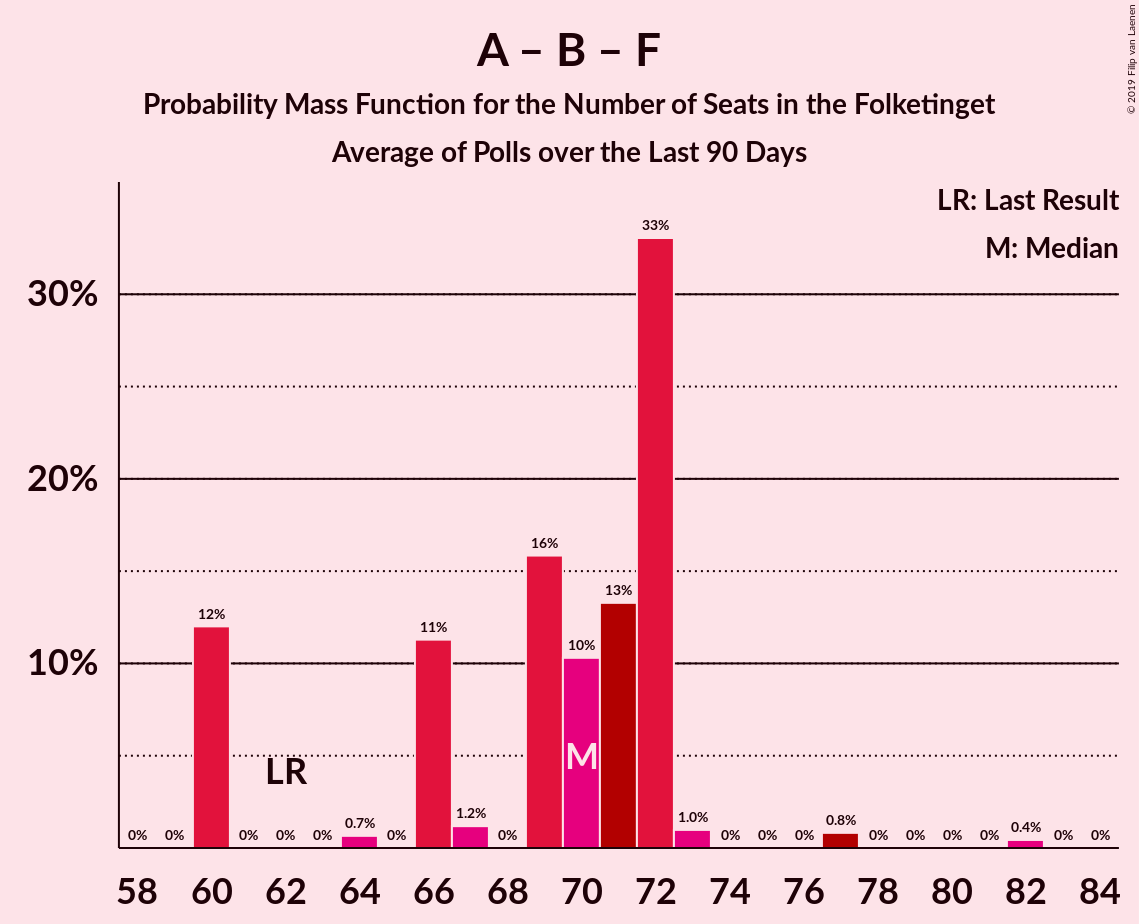 A – B – F
Probability Mass Function for the Number of Seats in the Folketinget
Average of Polls over the Last 90 Days
© 2019 Filip van Laenen
LR: Last Result
M: Median
30%
20%
10%
0% 0% 12% 0% 0% 0% 0.7% 0% 11% 1.2% 0% 16% 10% 13% 33% 1.0% 0% 0% 0% 0.8% 0% 0% 0% 0% 0.4% 0% 0%
LR
M
58 60 62 64 66 68 70 72 74 76 78 80 82 84